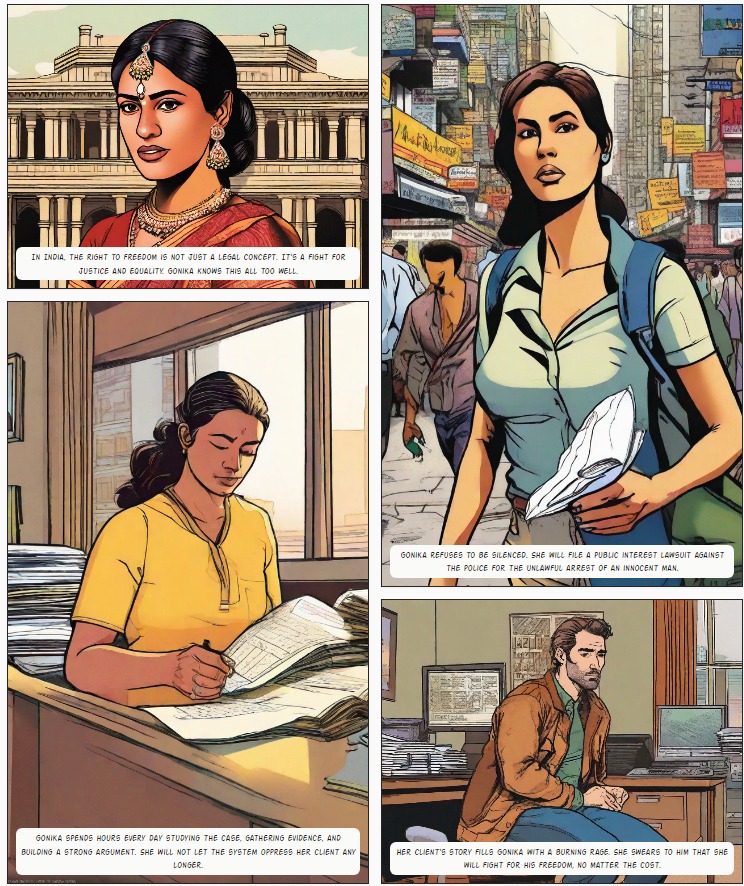 IN INDIA, THE RIGHT TO FREEDOM IS NOT JUST A LEGAL CONCEPT. IT'S A FIGHT FOR
JUSTICE AND EQUALITY. GONIKA KNOWS THIS ALL TOO WELL.
GONIKA REFUSES TO BE SILENCED. SHE WILL FILE A PUBLIC INTEREST LAWSUIT AGAINST
THE POLICE FOR THE UNLAWFUL ARREST OF AN INNOCENT MAN.
GONIKA SPENDS HOURS EVERY DAY STUDYING THE CASE, GATHERING EVIDENCE, AND
BUILDING A STRONG ARGUMENT. SHE WILL NOT LET THE SYSTEM OPPRESS HER CLIENT ANY
LONGER.
HER CLIENT'S STORY FILLS GONIKA WITH A BURNING RAGE. SHE SWEARS TO HIM THAT SHE
WILL FIGHT FOR HIS FREEDOM, NO MATTER THE COST.